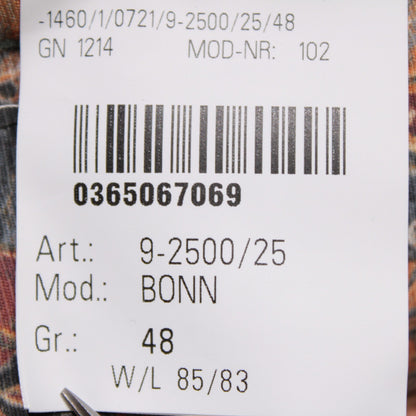 -1460/1/0721/9-2500/25/48
GN 1214 MOD-NR: 102
0365067069
Art.: 9-2500/25
Mod.: BONN
Gr.: 48
W/L 85/83